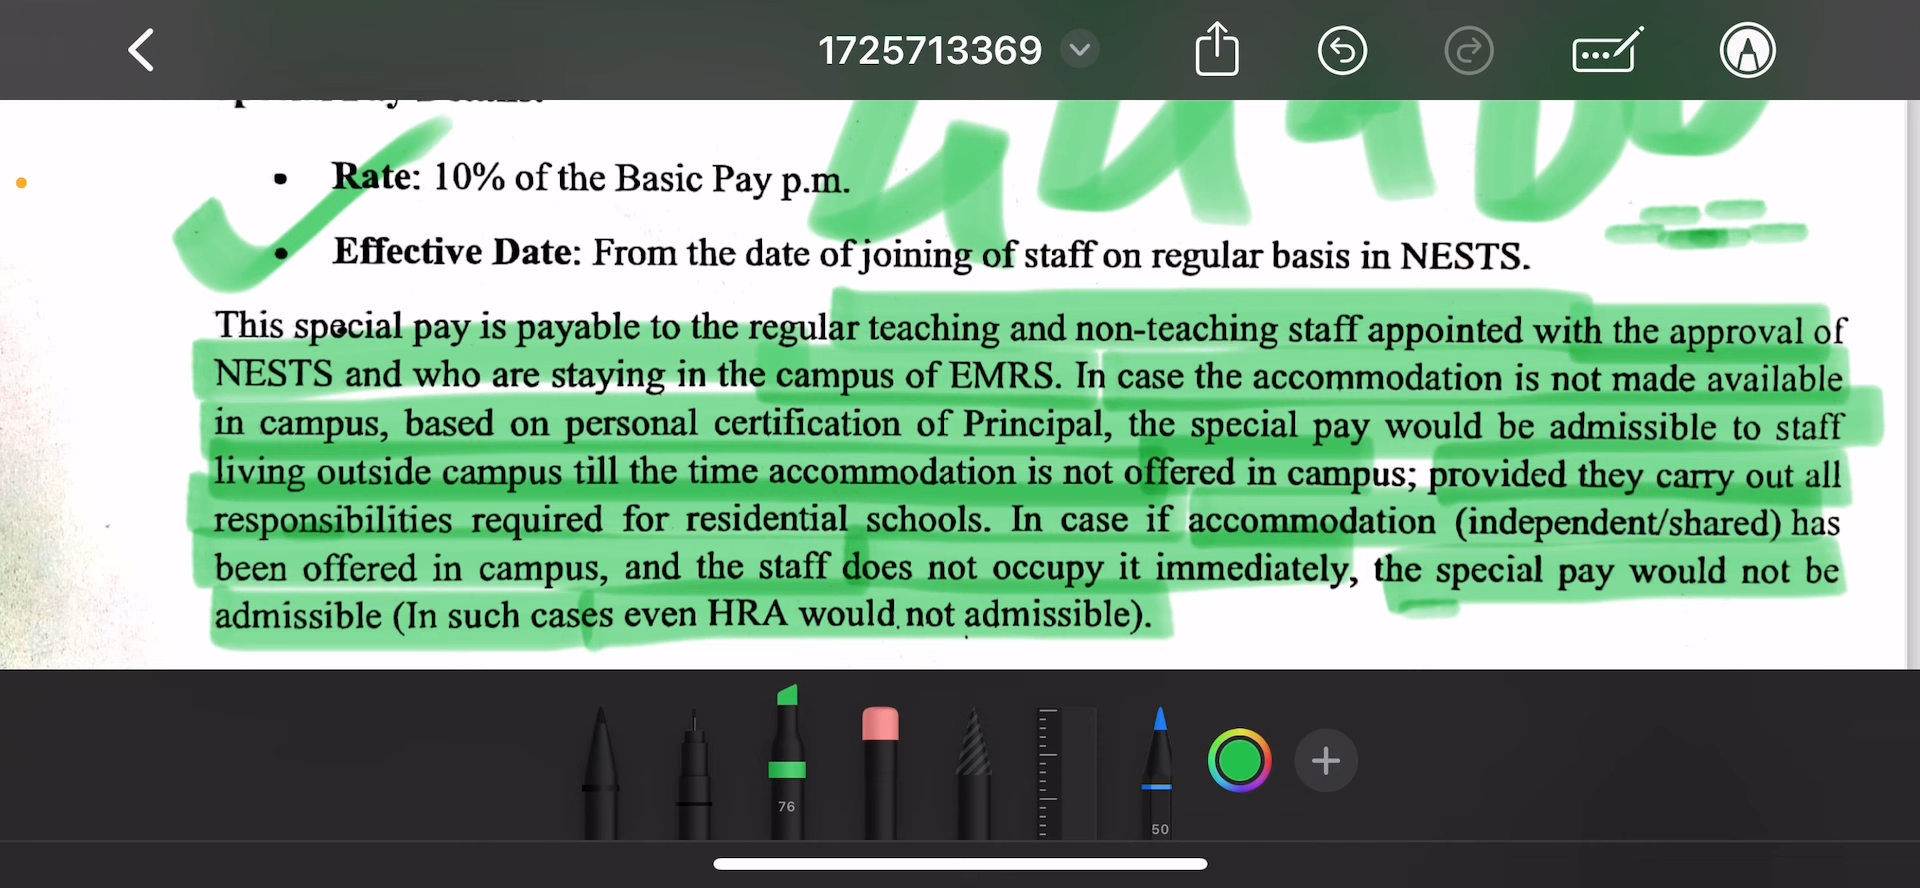 1725713369
• Rate: 10% of the Basic Pay p.m.
• Effective Date: From the date of joining of staff on regular basis in NESTS.
This special pay is payable to the regular teaching and non-teaching staff appointed with the approval of
NESTS and who are staying in the campus of EMRS. In case the accommodation is not made available
in campus, based on personal certification of Principal, the special pay would be admissible to staff
living outside campus till the time accommodation is not offered in campus; provided they carry out all
responsibilities required for residential schools. In case if accommodation (independent/shared) has
been offered in campus, and the staff does not occupy it immediately, the special pay would not be
admissible (In such cases even HRA would not admissible).
76
50